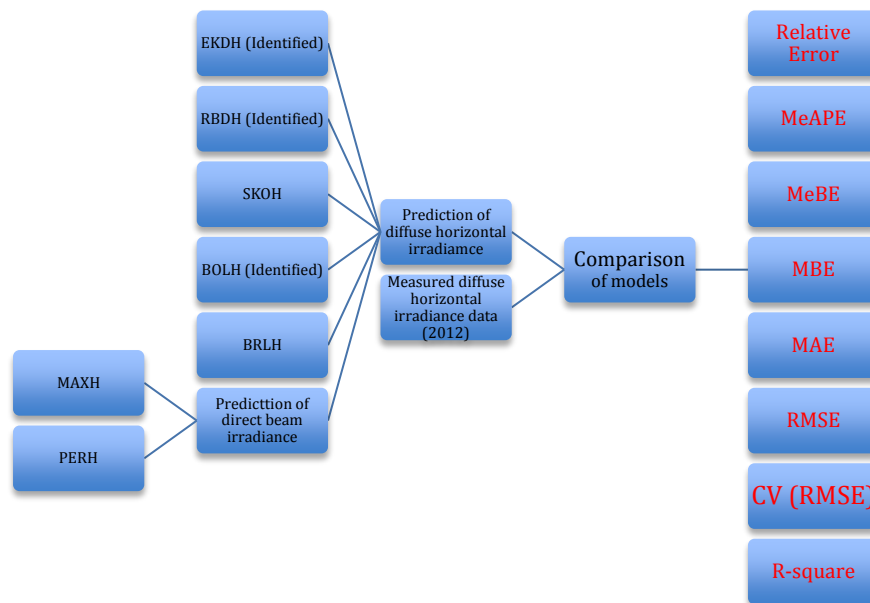 MAXH
PERH
EKDH (Identified)
RBDH (Identified)
SKOH
BOLH (Identified)
BRLH
Predicttion of
direct beam
irradiance
Prediction of
diffuse horizontal
irradiamce
Measured diffuse
horizontal
irradiance data
(2012)
Comparison
of models
Relative
Error
MeAPE
MeBE
MBE
MAE
RMSE
CV (RMSE)
R-square